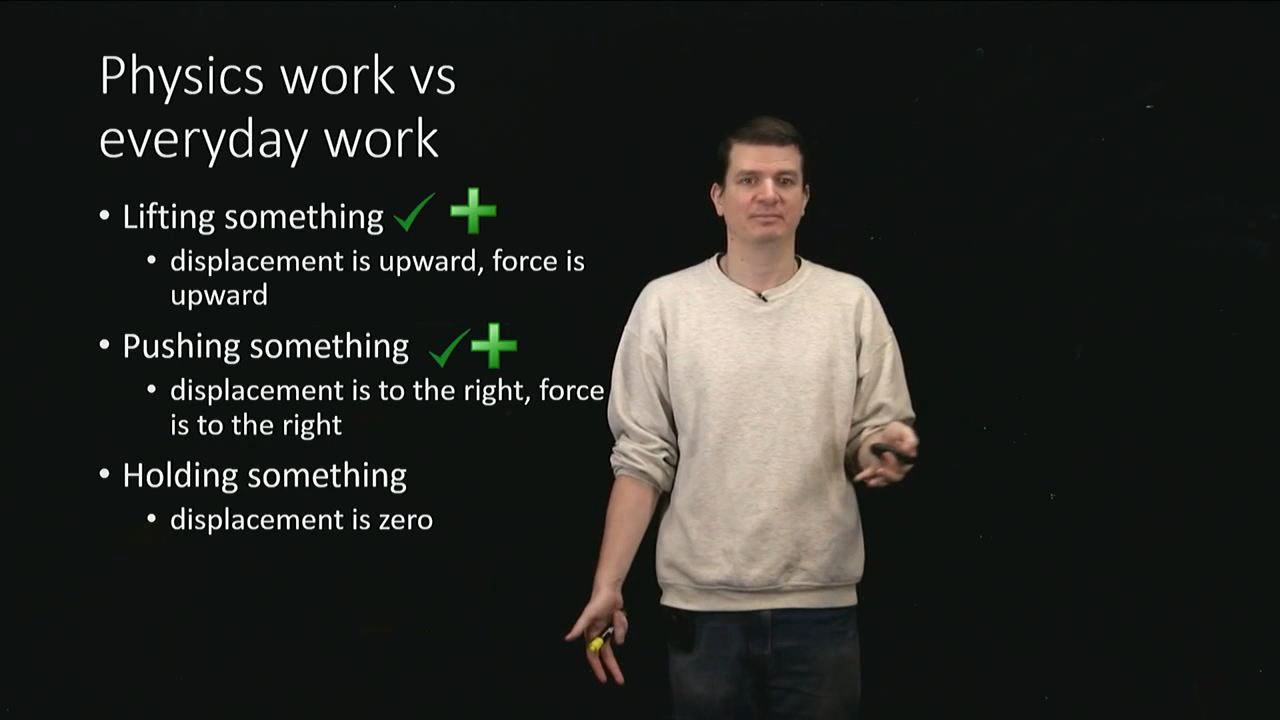 Physics work vs
everyday work
• Lifting something
• displacement is upward, force is
upward
• Pushing something
• displacement is to the right, force
is to the right
• Holding something
• displacement is zero